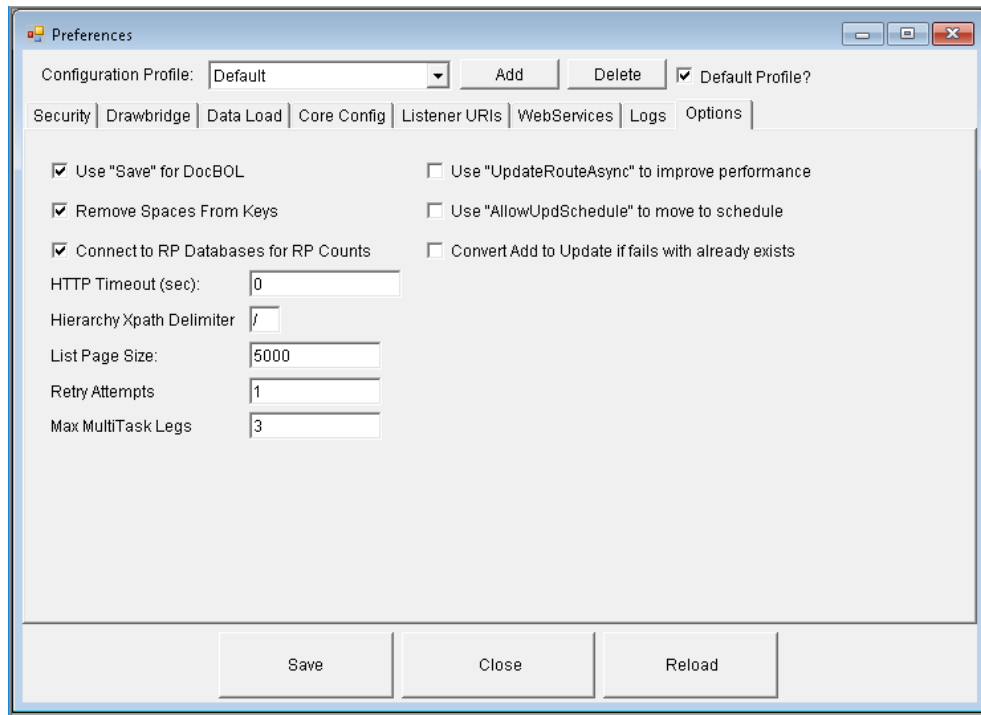 Preferences
Configuration Profile: Default Add Delete Default Profile?
Security Drawbridge Data Load Core Config Listener URIs WebServices Logs Options
Use "Save" for DocBOL Use "UpdateRouteAsync" to improve performance
Remove Spaces From Keys Use "AllowUpdSchedule" to move to schedule
Connect to RP Databases for RP Counts Convert Add to Update if fails with already exists
HTTP Timeout (sec): 0
Hierarchy Xpath Delimiter /
List Page Size: 5000
Retry Attempts 1
Max MultiTask Legs 3
Save Close Reload